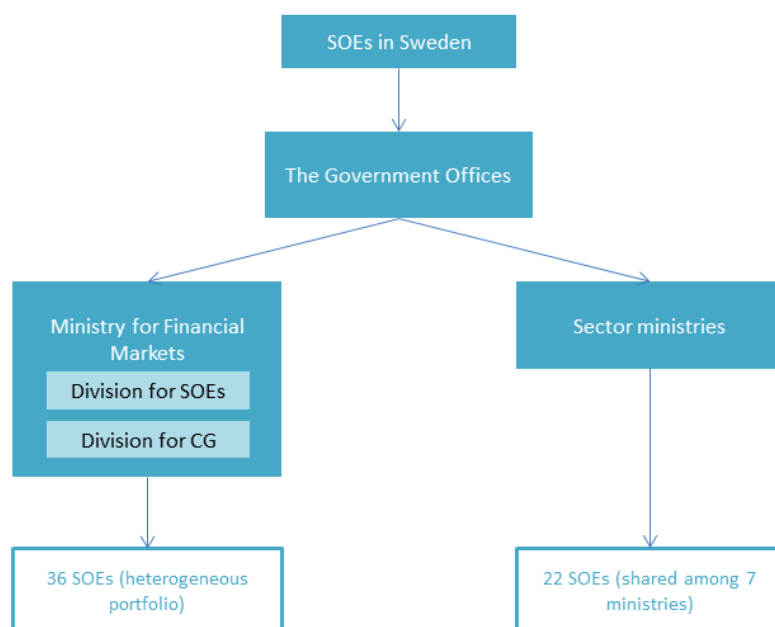 SOEs in Sweden
The Government Offices
Ministry for Financial
Markets
Division for SOEs
Division for CG
Sector ministries
36 SOEs (heterogeneous
portfolio)
22 SOEs (shared among 7
ministries)